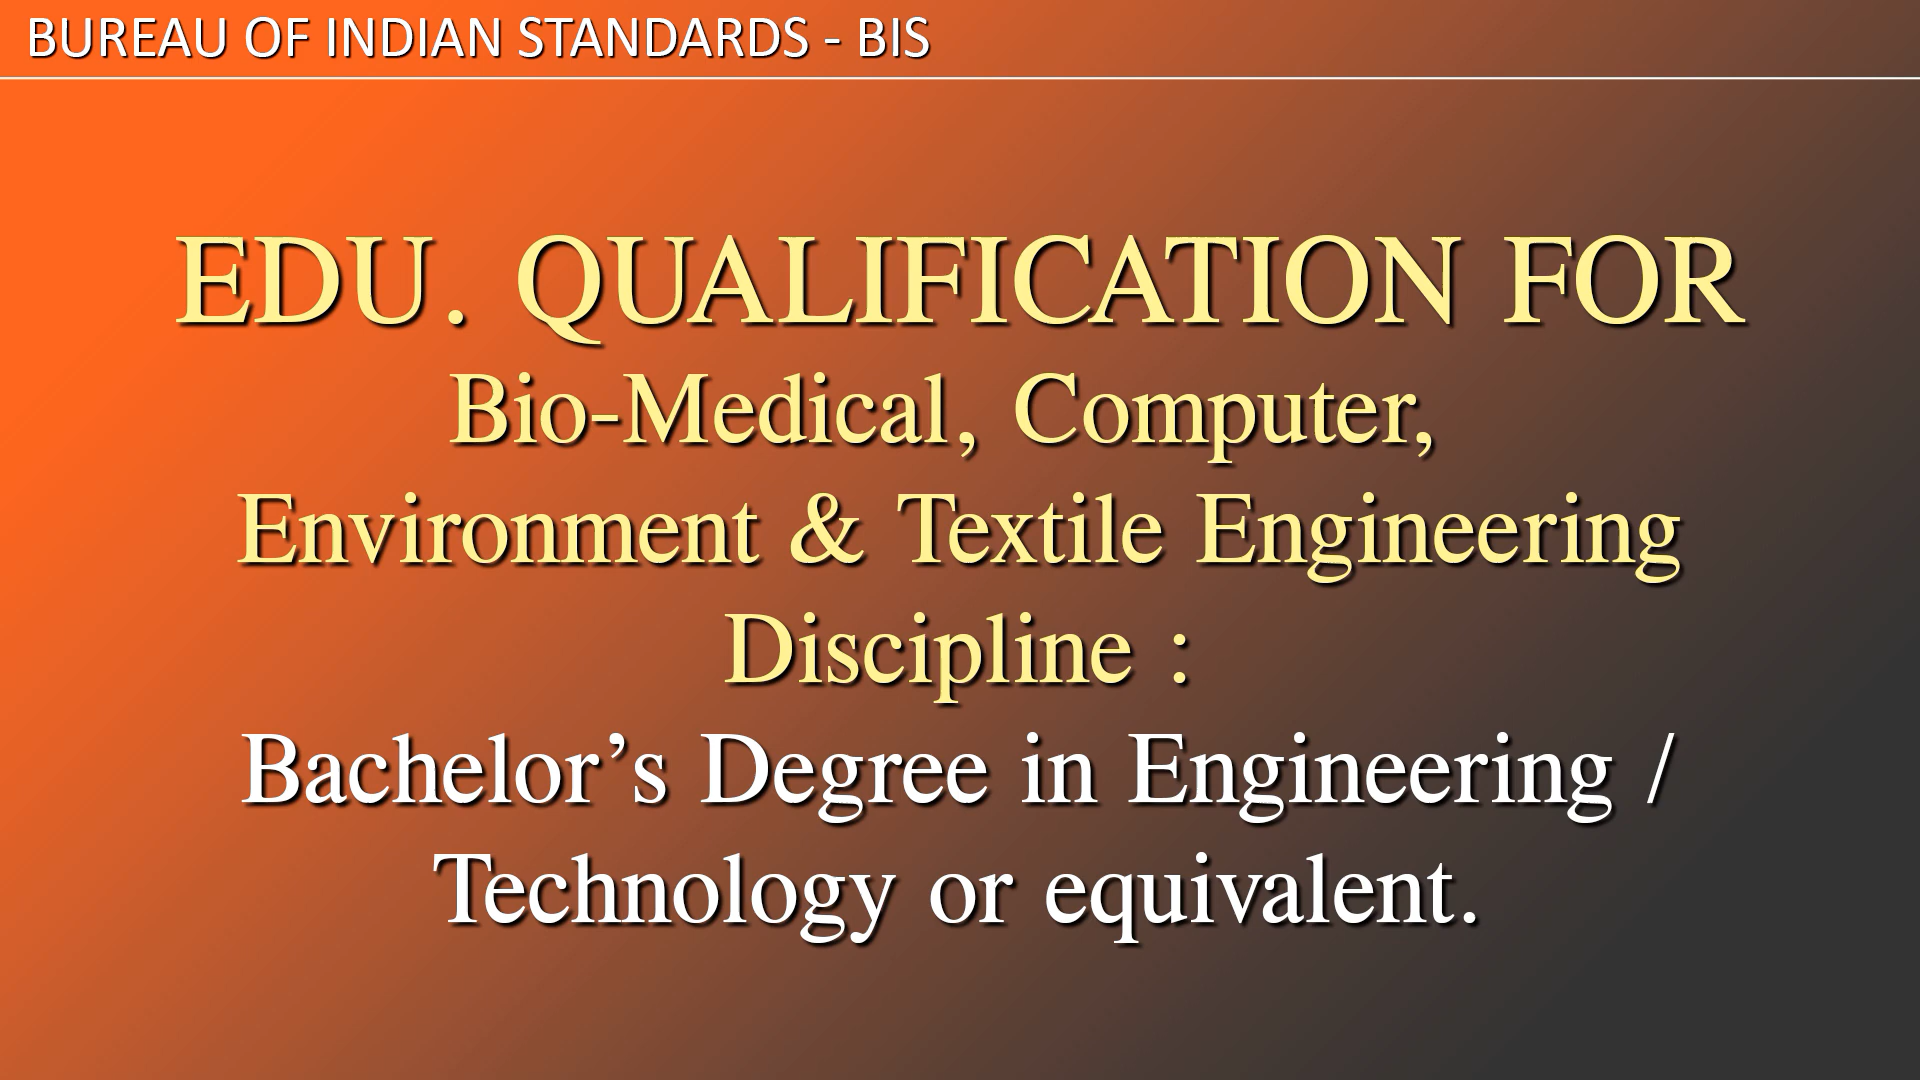 BUREAU OF INDIAN STANDARDS - BIS
EDU. QUALIFICATION FOR
Bio-Medical, Computer,
Environment & Textile Engineering
Discipline :
Bachelor’s Degree in Engineering /
Technology or equivalent.